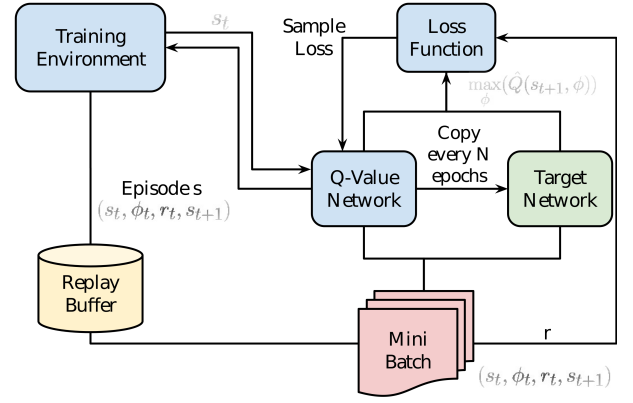 Training
Environment
s_t
Sample
Loss
Loss
Function
max_ϕ(Q̂(s_{t+1}, ϕ))
Copy
every N
epochs
Q-Value
Network
Target
Network
Episodes
(s_t, ϕ_t, r_t, s_{t+1})
Replay
Buffer
Mini
Batch
r
(s_t, ϕ_t, r_t, s_{t+1})